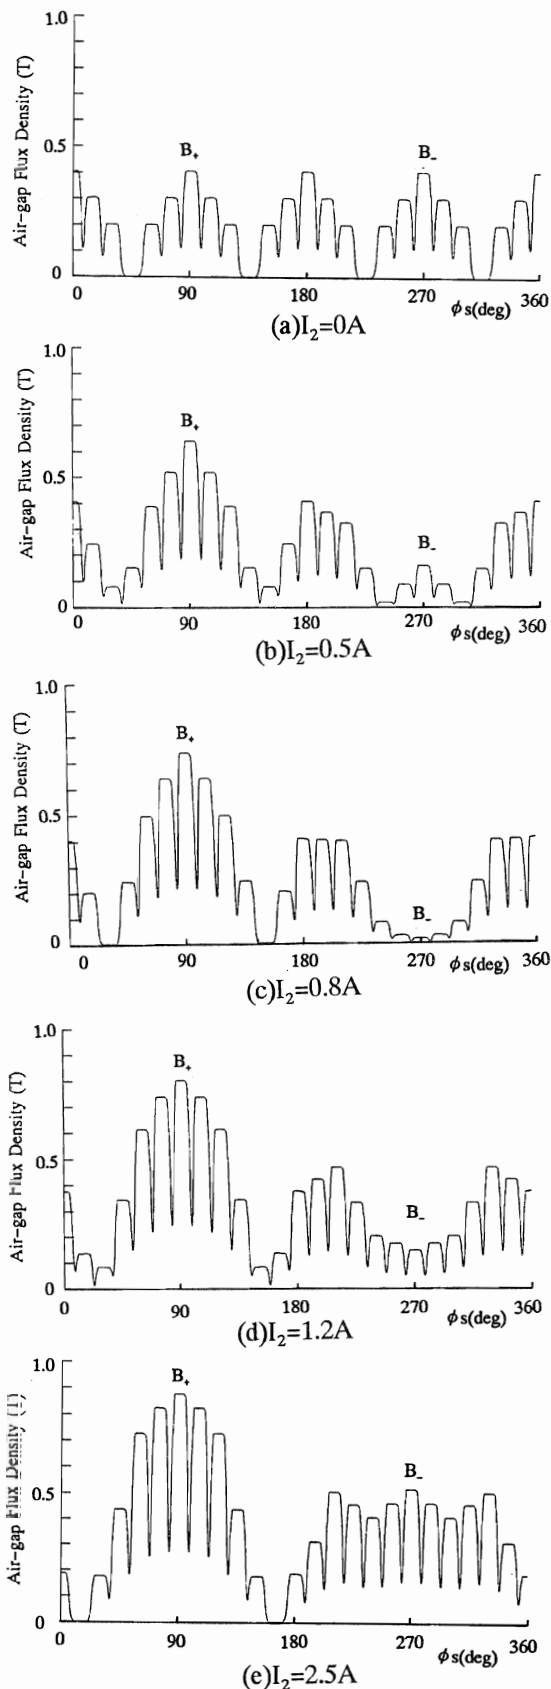 1.0
Air-gap Flux Density (T)
0.5
B+
B-
0
90
180
270
ϕs(deg)
360
(a)I2=0A
1.0
Air-gap Flux Density (T)
0.5
B+
B-
0
0
90
180
270
ϕs(deg)
360
(b)I2=0.5A
1.0
Air-gap Flux Density (T)
0.5
B+
B-
0
0
90
180
270
ϕs(deg)
360
(c)I2=0.8A
1.0
Air-gap Flux Density (T)
0.5
B+
B-
0
0
90
180
270
ϕs(deg)
360
(d)I2=1.2A
1.0
Air-gap Flux Density (T)
0.5
B+
B-
0
0
90
180
270
ϕs(deg)
360
(e)I2=2.5A